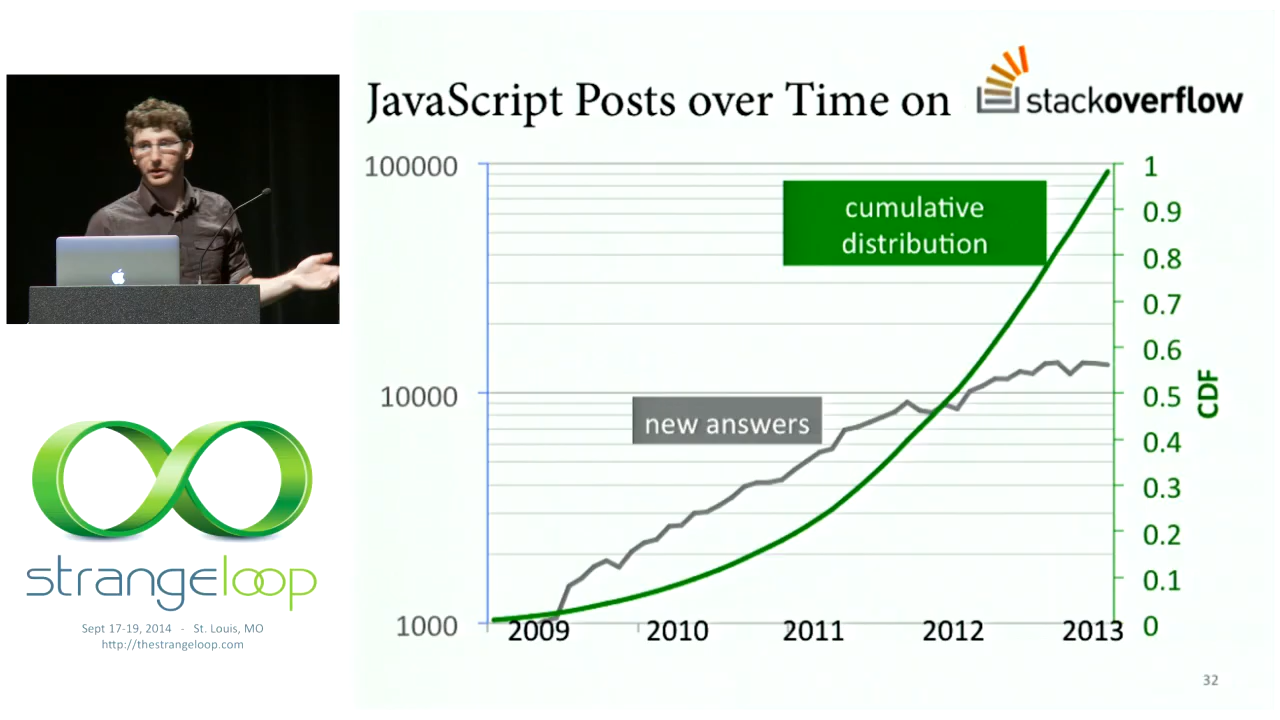 JavaScript Posts over Time on stackoverflow
100000
10000
1000
cumulative
distribution
new answers
2009 2010 2011 2012 2013
1
0.9
0.8
0.7
0.6
0.5
0.4
0.3
0.2
0.1
0
CDF
32
strangeloop
Sept 17-19, 2014 - St. Louis, MO
http://thestrangeloop.com